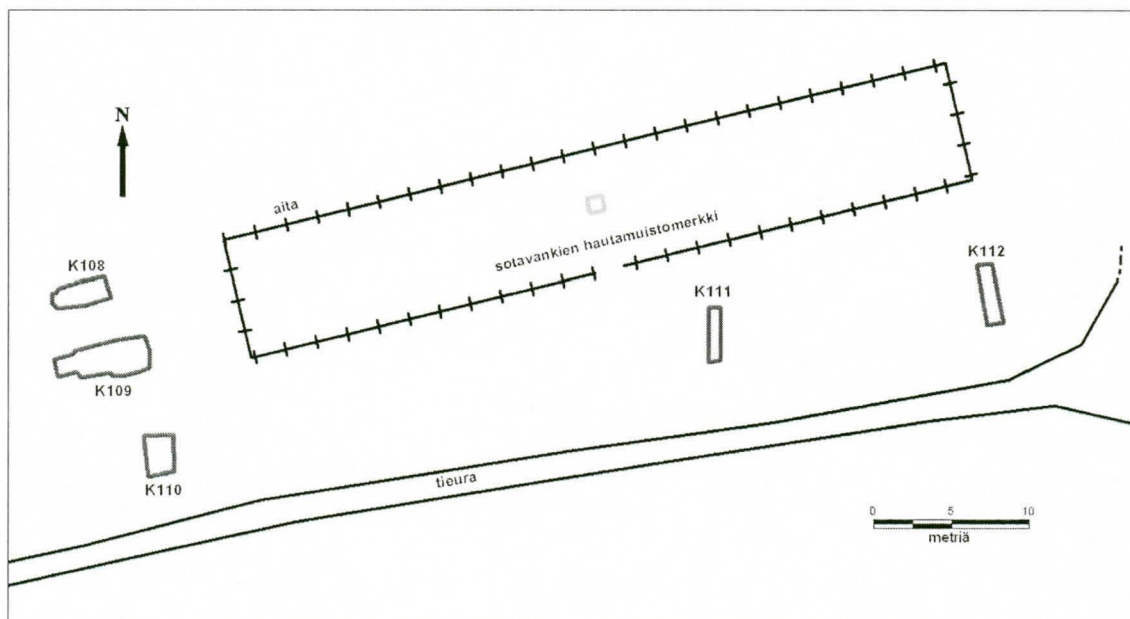 N
aita
sotavankien hautamuistomerkki
K108
K112
K111
K109
K110
tieura
0 5 10
metriä